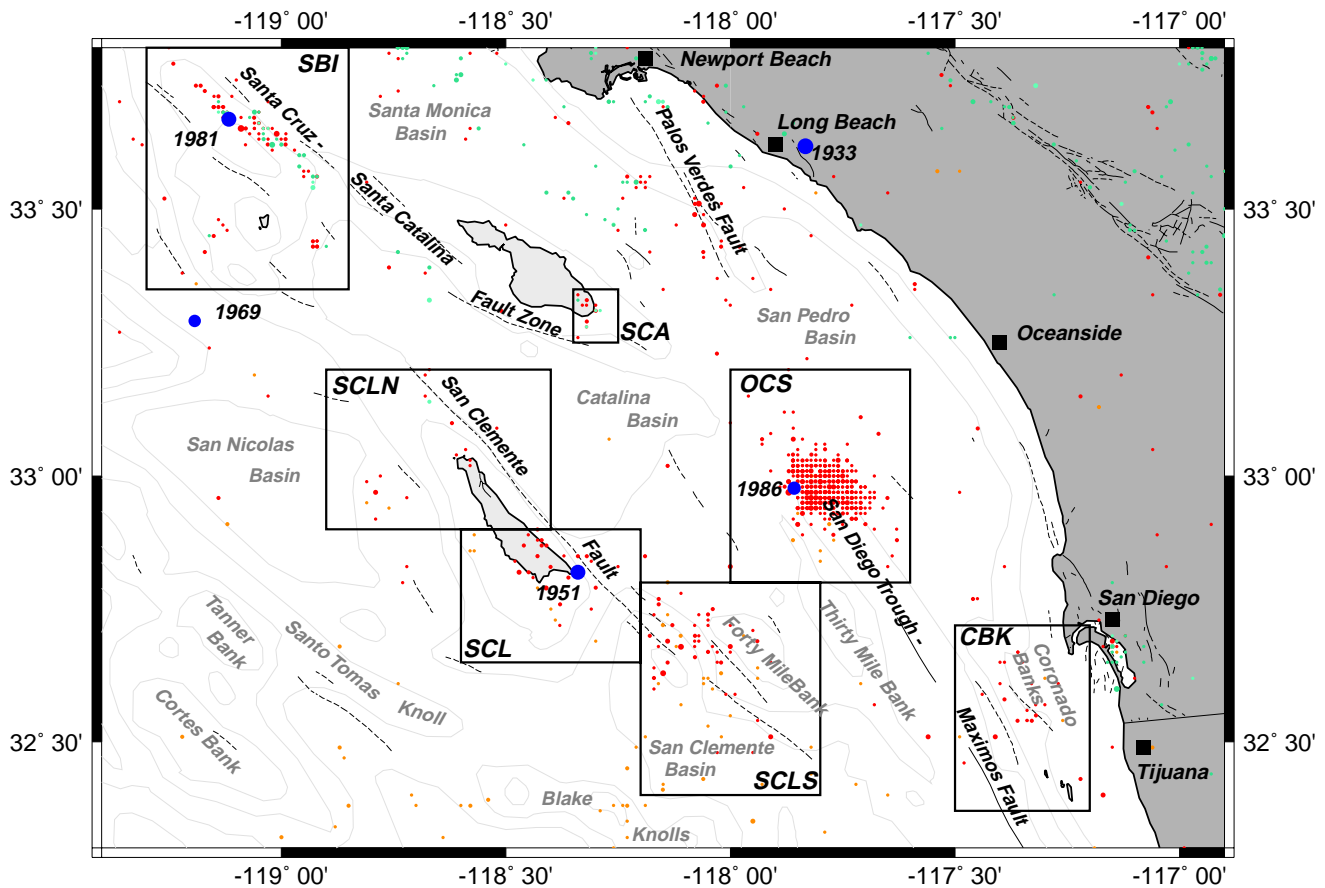 -119° 00'
-118° 30'
-118° 00'
-117° 30'
-117° 00'
SBI
Santa Cruz -
1981
Santa Monica
Basin
Newport Beach
Long Beach
1933
Palos Verdes Fault
33° 30'
33° 30'
Santa Catalina
Fault Zone
1969
SCA
San Pedro
Basin
Oceanside
SCLN
San Clemente
Fault
Catalina
Basin
OCS
San Nicolas
Basin
33° 00'
33° 00'
1986
San Diego Trough -
1951
SCL
Tanner
Bank
Santo Tomas
Knoll
Cortes Bank
Forty MileBank
Thirty Mile Bank
San Diego
CBK
Coronado
Banks
Maximos Fault
32° 30'
32° 30'
San Clemente
Basin
SCLS
Tijuana
Blake
Knolls
-119° 00'
-118° 30'
-118° 00'
-117° 30'
-117° 00'